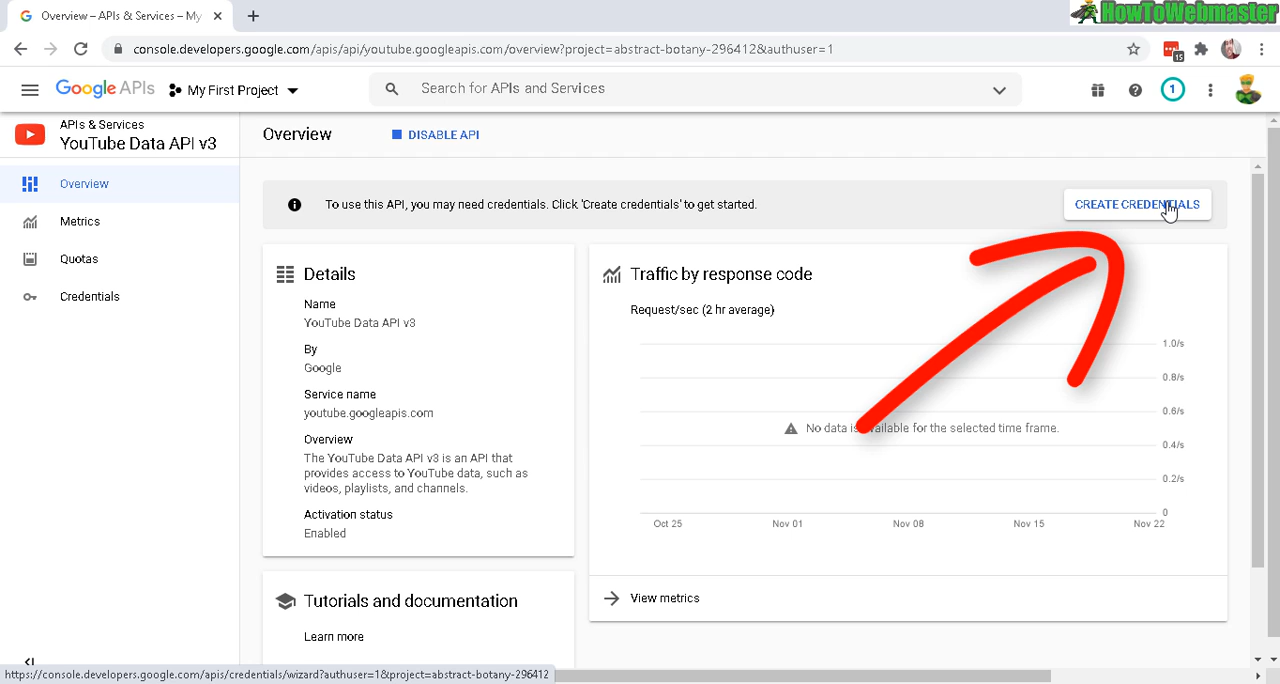 Overview – APIs & Services – My
HowToWebmaster
console.developers.google.com/apis/api/youtube.googleapis.com/overview?project=abstract-botany-296412&authuser=1
15
Google APIs
My First Project
Search for APIs and Services
1
APIs & Services
YouTube Data API v3
Overview
DISABLE API
Overview
Metrics
Quotas
Credentials
To use this API, you may need credentials. Click 'Create credentials' to get started.
CREATE CREDENTIALS
Details
Name
YouTube Data API v3
By
Google
Service name
youtube.googleapis.com
Overview
The YouTube Data API v3 is an API that
provides access to YouTube data, such as
videos, playlists, and channels.
Activation status
Enabled
Traffic by response code
Request/sec (2 hr average)
1.0/s
0.8/s
0.6/s
No data is available for the selected time frame.
0.4/s
0.2/s
0
Oct 25
Nov 01
Nov 08
Nov 15
Nov 22
View metrics
Tutorials and documentation
Learn more
https://console.developers.google.com/apis/credentials/wizard?authuser=1&project=abstract-botany-296412